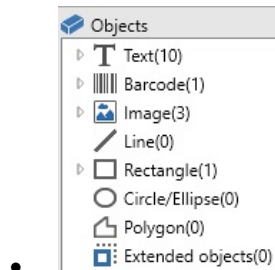 Objects
Text(10)
Barcode(1)
Image(3)
Line(0)
Rectangle(1)
Circle/Ellipse(0)
Polygon(0)
Extended objects(0)